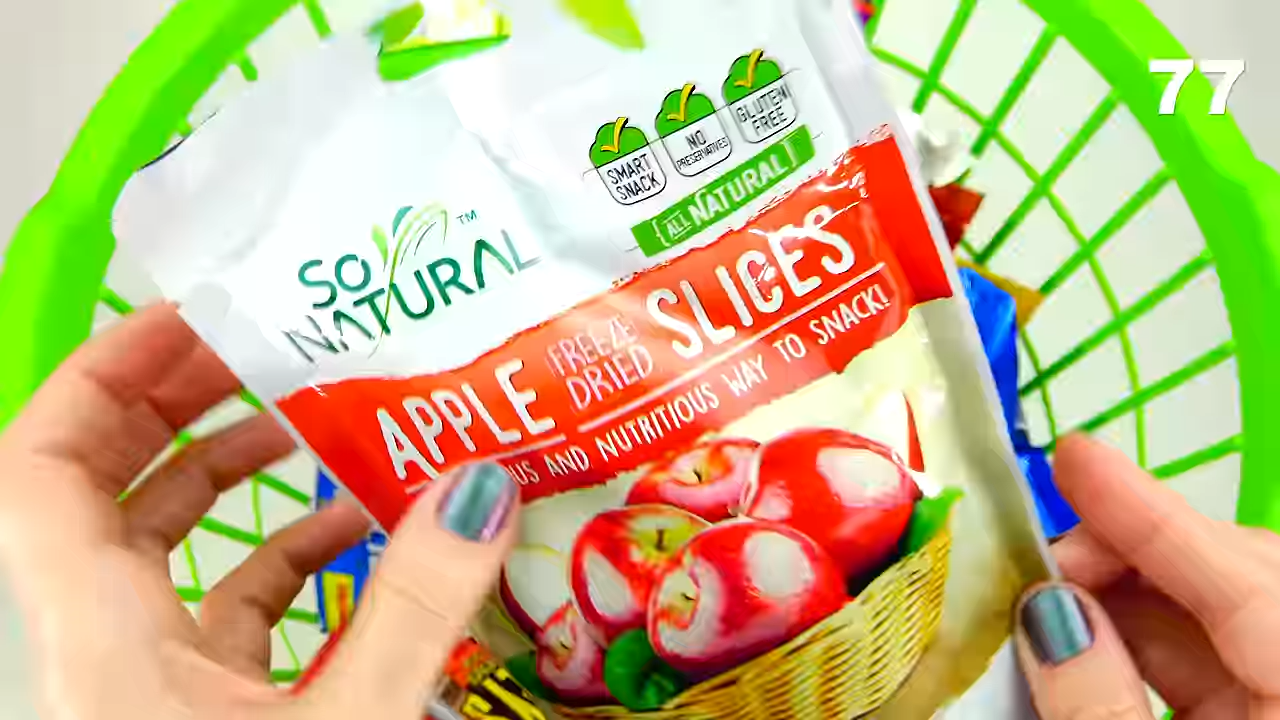 77
SMART
SNACK
NO
PRESERVATIVES
GLUTEN
FREE
ALL NATURAL
SO
NATURAL
TM
APPLE FREEZE DRIED SLICES
AND NUTRITIOUS WAY TO SNACK!